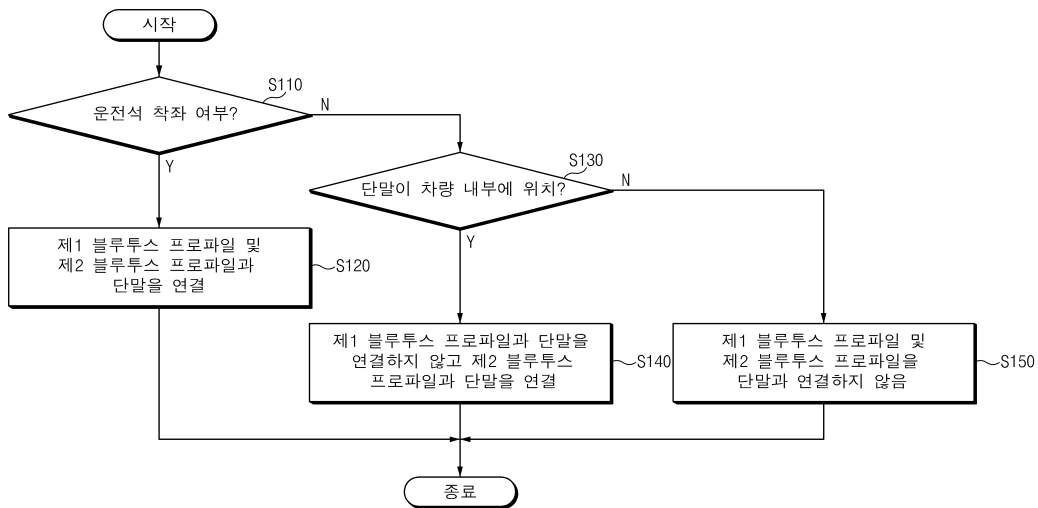 시작
S110
운전석 착좌 여부?
N
Y
S130
단말이 차량 내부에 위치?
N
Y
제1 블루투스 프로파일 및
제2 블루투스 프로파일과
단말을 연결
S120
제1 블루투스 프로파일과 단말을
연결하지 않고 제2 블루투스
프로파일과 단말을 연결
S140
제1 블루투스 프로파일 및
제2 블루투스 프로파일을
단말과 연결하지 않음
S150
종료